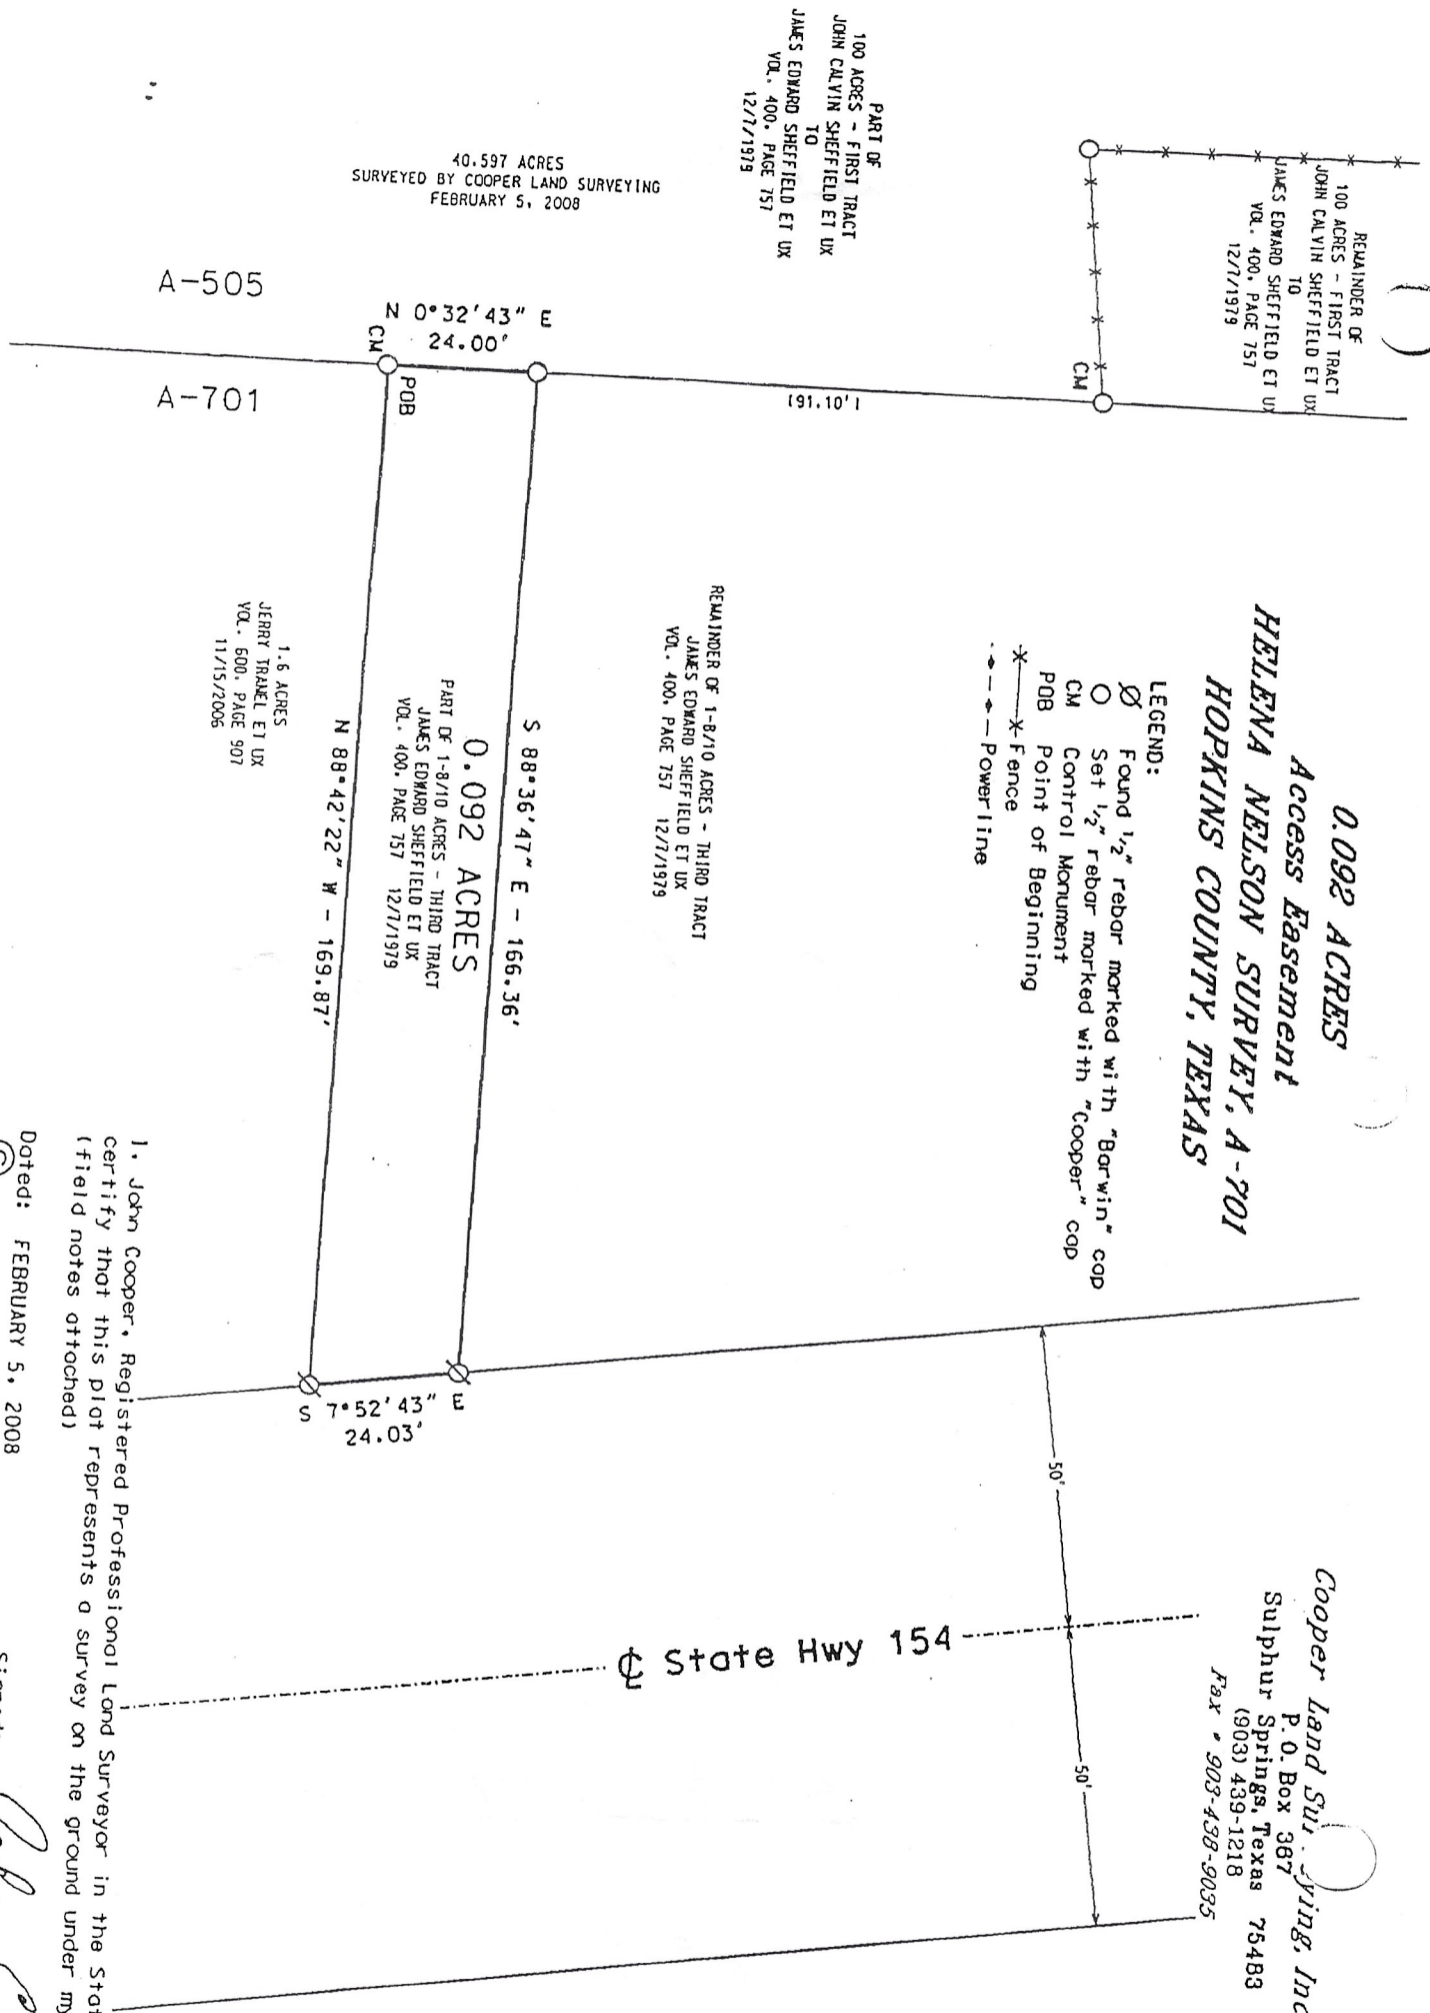 0.092 ACRES
Access Easement
HELENA NELSON SURVEY, A-701
HOPKINS COUNTY, TEXAS
LEGEND:
Ø Found 1/2" rebar marked with "Barwin" cap
O Set 1/2" rebar marked with "Cooper" cap
CM Control Monument
POB Point of Beginning
Fence
Powerline
Cooper Land
P.O. Box 367
Sulphur Springs, Texas 75483
(903) 439-1218
Fax • 903-438-9035
REMAINDER OF
100 ACRES - FIRST TRACT
JOHN CALVIN SHEFFIELD ET UX
TO
JAMES EDWARD SHEFFIELD ET UX
VOL. 400, PAGE 757
12/7/1979
PART OF
100 ACRES - FIRST TRACT
JOHN CALVIN SHEFFIELD ET UX
TO
JAMES EDWARD SHEFFIELD ET UX
VOL. 400, PAGE 757
12/7/1979
40.597 ACRES
SURVEYED BY COOPER LAND SURVEYING
FEBRUARY 5, 2008
A-505
A-701
N 0°32'43" E
24.00'
CM
POB
(91.10')
CM
REMAINDER OF 1-8/10 ACRES - THIRD TRACT
JAMES EDWARD SHEFFIELD ET UX
VOL. 400, PAGE 757 12/7/1979
S 88°36'47" E - 166.36'
0.092 ACRES
PART OF 1-8/10 ACRES - THIRD TRACT
JAMES EDWARD SHEFFIELD ET UX
VOL. 400, PAGE 757 12/7/1979
N 88°42'22" W - 169.87'
1.6 ACRES
JERRY TRAMEL ET UX
VOL. 600, PAGE 907
11/15/2006
S 7°52'43" E
24.03'
50'
50'
℄ State Hwy 154
I, John Cooper, Registered Professional Land Surveyor in the
certify that this plat represents a survey on the ground under
(field notes attached)
Dated: FEBRUARY 5, 2008